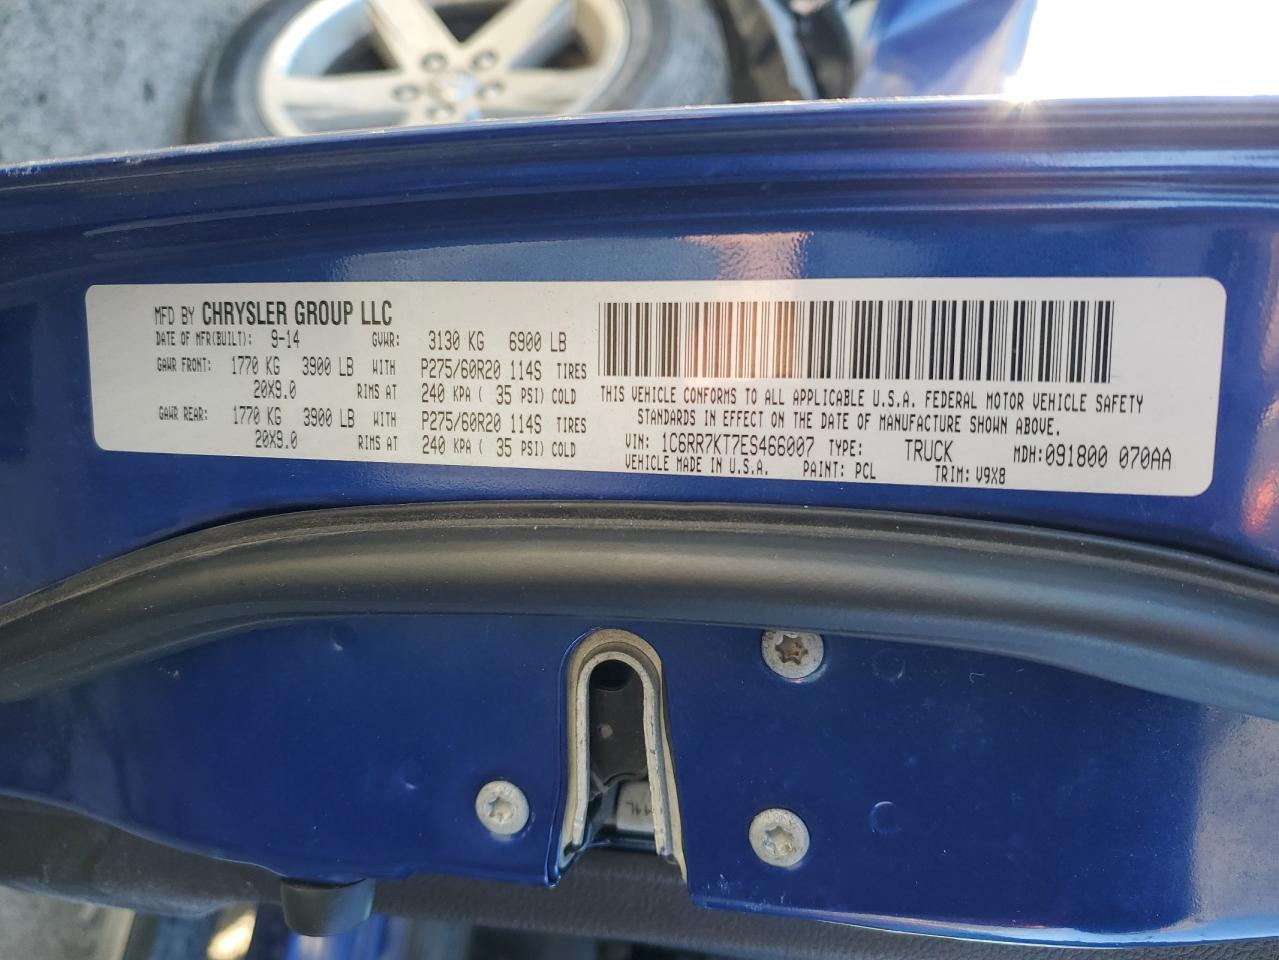 MFD BY CHRYSLER GROUP LLC
DATE OF MFR(BUILT): 9-14 GVWR: 3130 KG 6900 LB
GAWR FRONT: 1770 KG 3900 LB WITH P275/60R20 114S TIRES
20X9.0 RIMS AT 240 KPA ( 35 PSI) COLD
GAWR REAR: 1770 KG 3900 LB WITH P275/60R20 114S TIRES
20X9.0 RIMS AT 240 KPA ( 35 PSI) COLD
THIS VEHICLE CONFORMS TO ALL APPLICABLE U.S.A. FEDERAL MOTOR VEHICLE SAFETY
STANDARDS IN EFFECT ON THE DATE OF MANUFACTURE SHOWN ABOVE.
VIN: 1C6RR7KT7ES466007 TYPE: TRUCK MDH:091800 070AA
VEHICLE MADE IN U.S.A. PAINT: PCL TRIM: V9X8